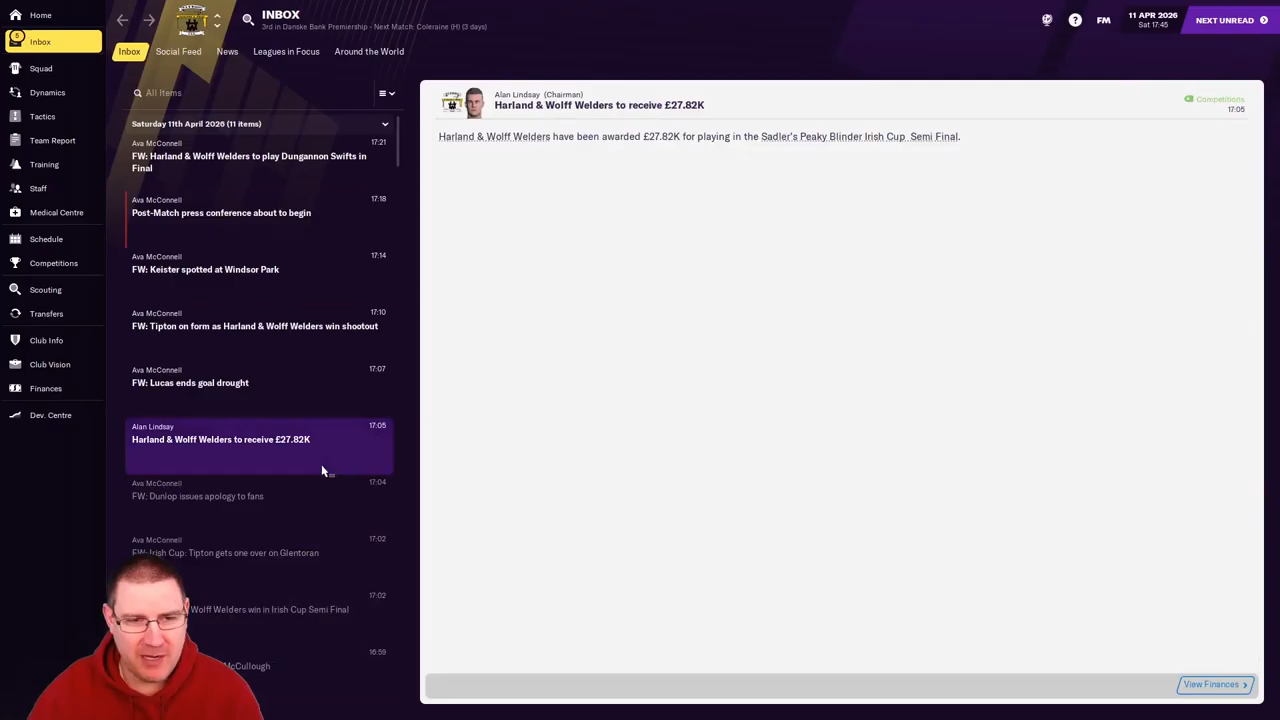 Home
5
Inbox
Squad
Dynamics
Tactics
Team Report
Training
Staff
Medical Centre
Schedule
Competitions
Scouting
Transfers
Club Info
Club Vision
Finances
Dev. Centre
INBOX
3rd in Danske Bank Premiership - Next Match: Coleraine (H) (3 days)
?
FM
11 APR 2026
Sat 17:45
NEXT UNREAD
Inbox
Social Feed
News
Leagues in Focus
Around the World
All Items
Saturday 11th April 2026 (11 items)
Ava McConnell 17:21
FW: Harland & Wolff Welders to play Dungannon Swifts in
Final
Ava McConnell 17:18
Post-Match press conference about to begin
Ava McConnell 17:14
FW: Keister spotted at Windsor Park
Ava McConnell 17:10
FW: Tipton on form as Harland & Wolff Welders win shootout
Ava McConnell 17:07
FW: Lucas ends goal drought
Alan Lindsay 17:05
Harland & Wolff Welders to receive £27.82K
Ava McConnell 17:04
FW: Dunlop issues apology to fans
Ava McConnell 17:02
FW: Irish Cup: Tipton gets one over on Glentoran
17:02
Wolff Welders win in Irish Cup Semi Final
16:59
McCullough
Alan Lindsay (Chairman)
Harland & Wolff Welders to receive £27.82K
Competitions
17:05
Harland & Wolff Welders have been awarded £27.82K for playing in the Sadler's Peaky Blinder Irish Cup Semi Final.
View Finances